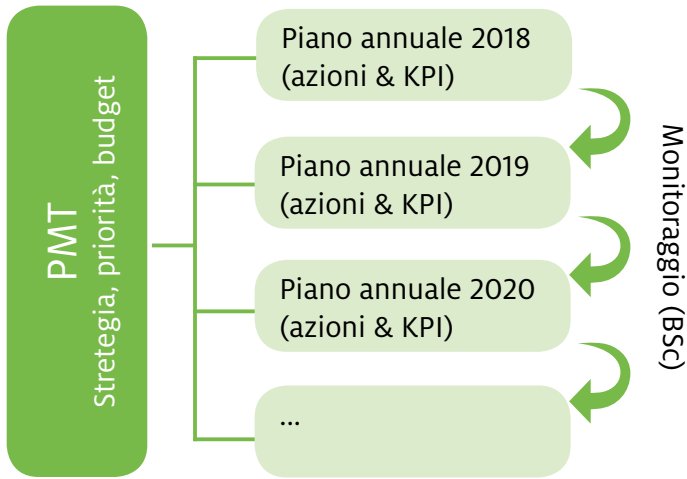 PMT
Stretegia, priorità, budget
Piano annuale 2018
(azioni & KPI)
Piano annuale 2019
(azioni & KPI)
Piano annuale 2020
(azioni & KPI)
...
Monitoraggio (BSc)